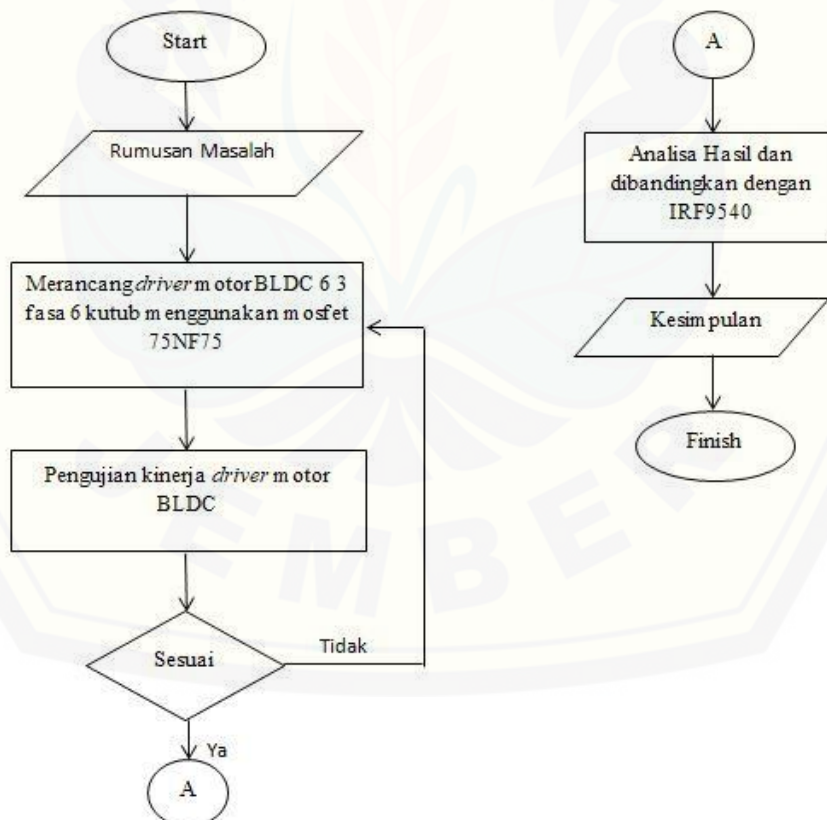 Start
Rumusan Masalah
Merancang driver motor BLDC 6 3
fasa 6 kutub menggunakan mosfet
75NF75
Pengujian kinerja driver motor
BLDC
Sesuai
Tidak
Ya
A
A
Analisa Hasil dan
dibandingkan dengan
IRF9540
Kesimpulan
Finish
JEMBER